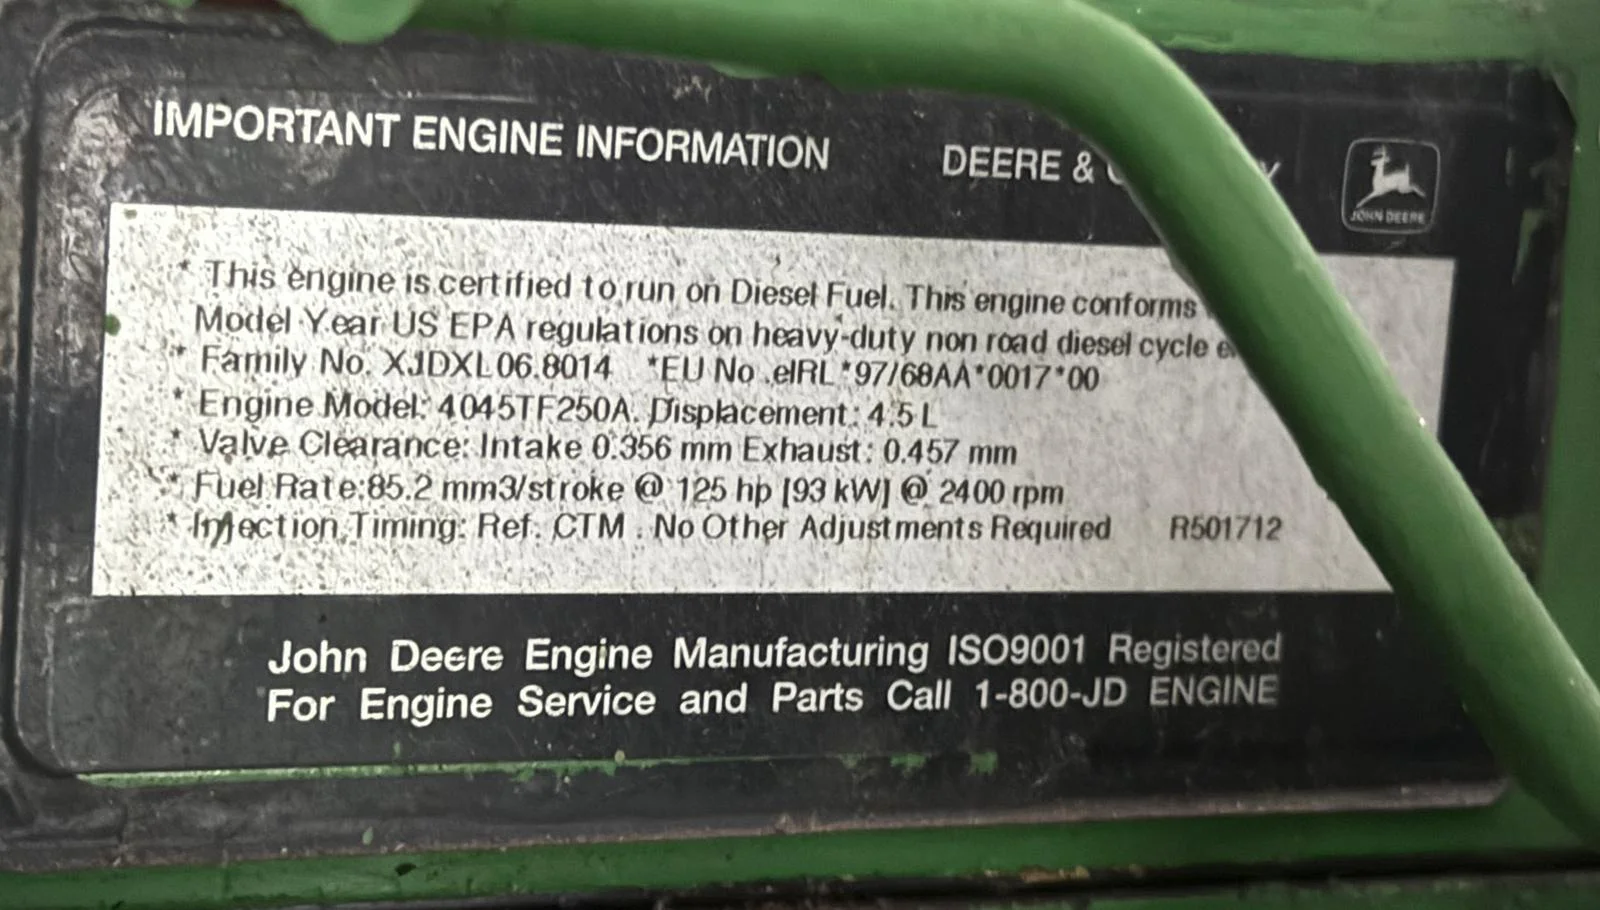 IMPORTANT ENGINE INFORMATION DEERE &
JOHN DEERE
* This engine is certified to run on Diesel Fuel. This engine conforms
Model Year US EPA regulations on heavy-duty non road diesel cycle
* Family No. XJDXL06.8014 *EU No .eIRL*97/68AA*0017*00
* Engine Model: 4045TF250A. Displacement: 4.5 L
* Valve Clearance: Intake 0.356 mm Exhaust: 0.457 mm
* Fuel Rate:85.2 mm3/stroke @ 125 hp [93 kW] @ 2400 rpm
* Injection Timing: Ref. CTM . No Other Adjustments Required R501712
John Deere Engine Manufacturing ISO9001 Registered
For Engine Service and Parts Call 1-800-JD ENGINE